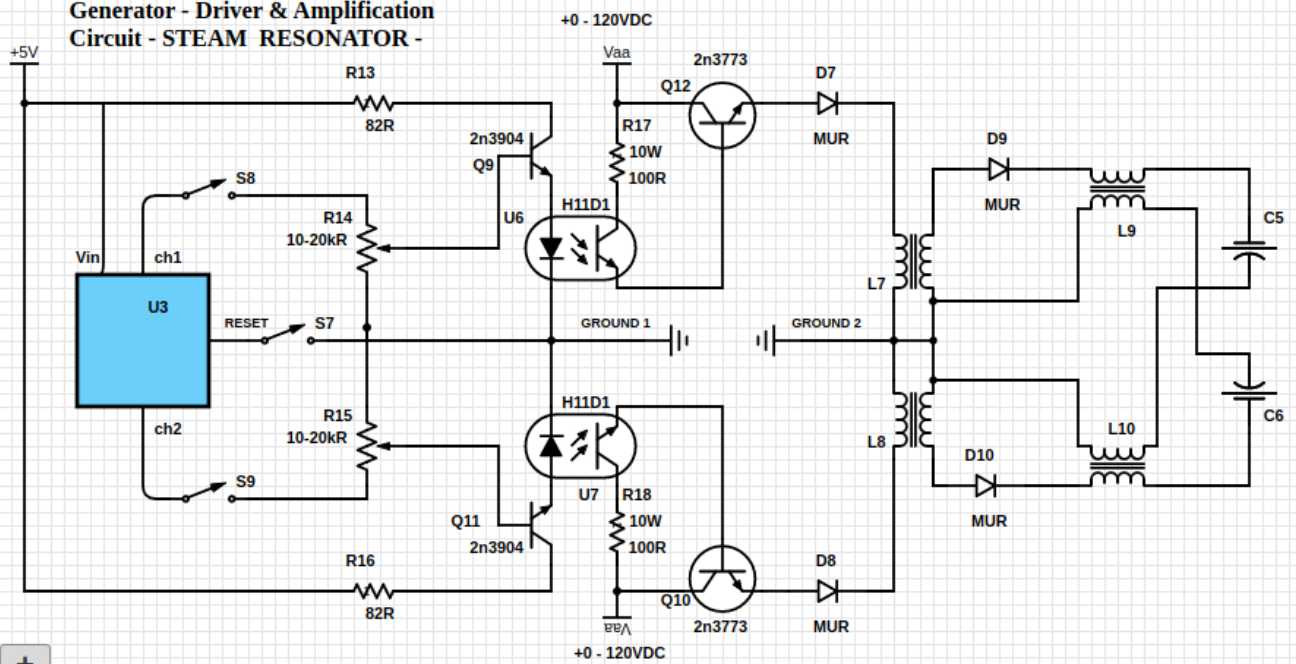 Generator - Driver & Amplification
Circuit - STEAM RESONATOR -
+0 - 120VDC
+5V
Vaa
2n3773
R13
Q12
D7
82R
R17
2n3904
10W
MUR
D9
Q9
100R
S8
H11D1
MUR
R14
U6
C5
10-20kR
L9
Vin
ch1
L7
U3
RESET
S7
GROUND 1
GROUND 2
R15
H11D1
C6
10-20kR
L8
L10
ch2
D10
S9
U7
R18
Q11
10W
MUR
2n3904
100R
R16
D8
Q10
82R
Vaa
2n3773
MUR
+0 - 120VDC
+